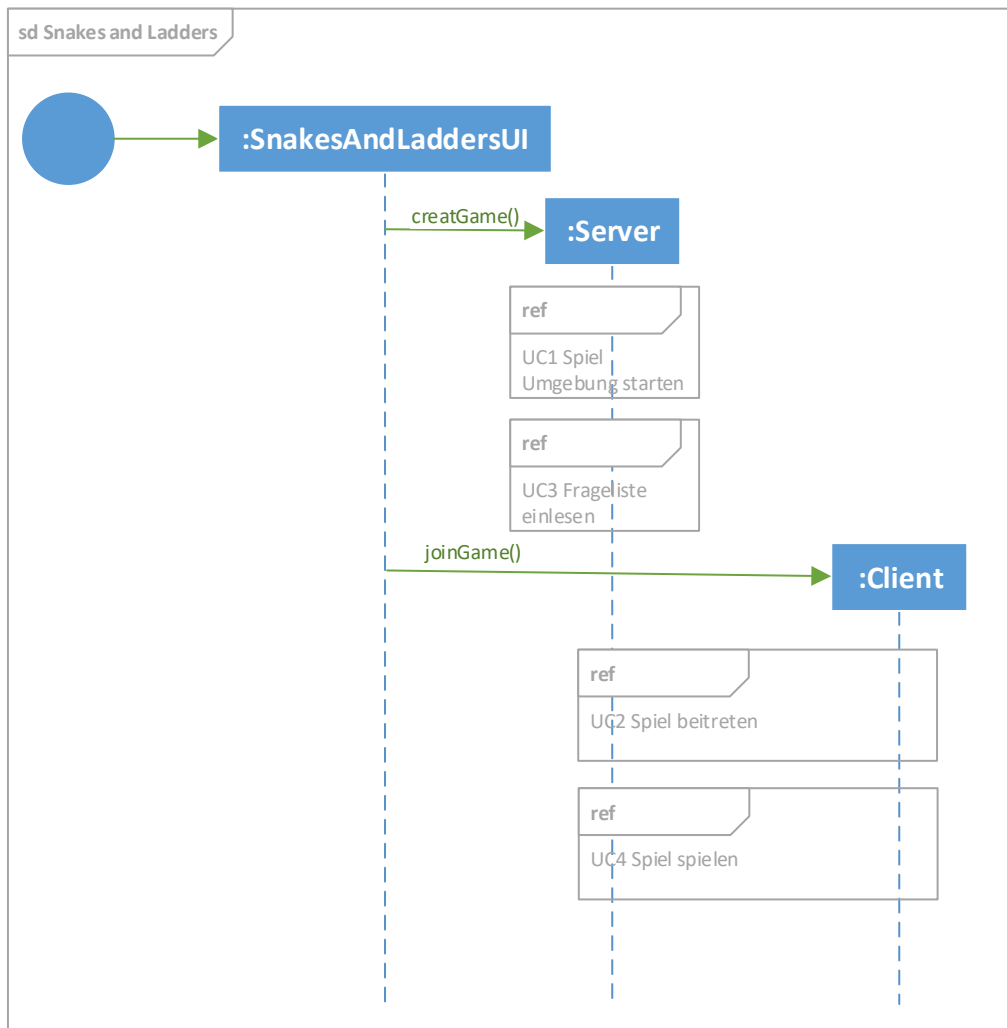 sd Snakes and Ladders
:SnakesAndLaddersUI
creatGame()
:Server
ref
UC1 Spiel
Umgebung starten
ref
UC3 Frageliste
einlesen
joinGame()
:Client
ref
UC2 Spiel beitreten
ref
UC4 Spiel spielen